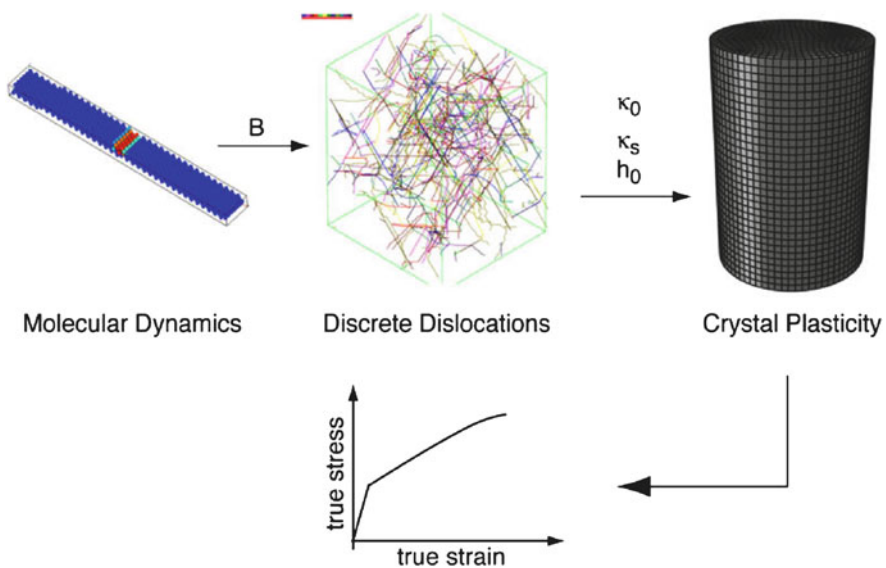 B
κ0
κs
h0
Molecular Dynamics
Discrete Dislocations
Crystal Plasticity
true stress
true strain